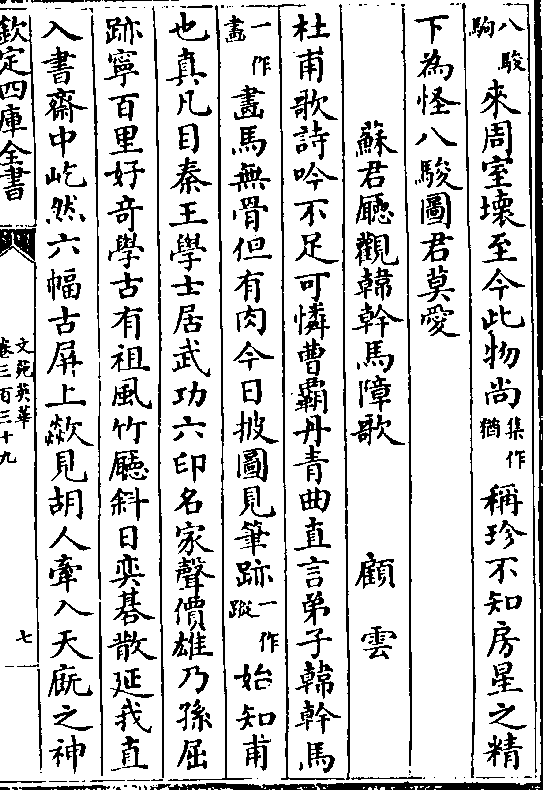 八駿駒來周室壞至今此物尚集作猶稱珍不知房星之精
下為怪八駿圖君莫愛
蘇君㕔觀韓幹馬障歌 顧雲
杜甫歌詩吟不足可憐曹霸丹青曲直言弟子韓幹馬
一作畫畫馬無骨但有肉今日披圖見筆跡一作蹤始知甫
也真凡目秦王學士居武功六印名家聲價雄乃孫屈
跡寧百里好奇學古有祖風竹㕔斜日奕碁散延我直
入書齋中屹然六幅古屏上欻見胡人牽入天廐之神
欽定四庫全書
文苑英華
卷三百三十九
七